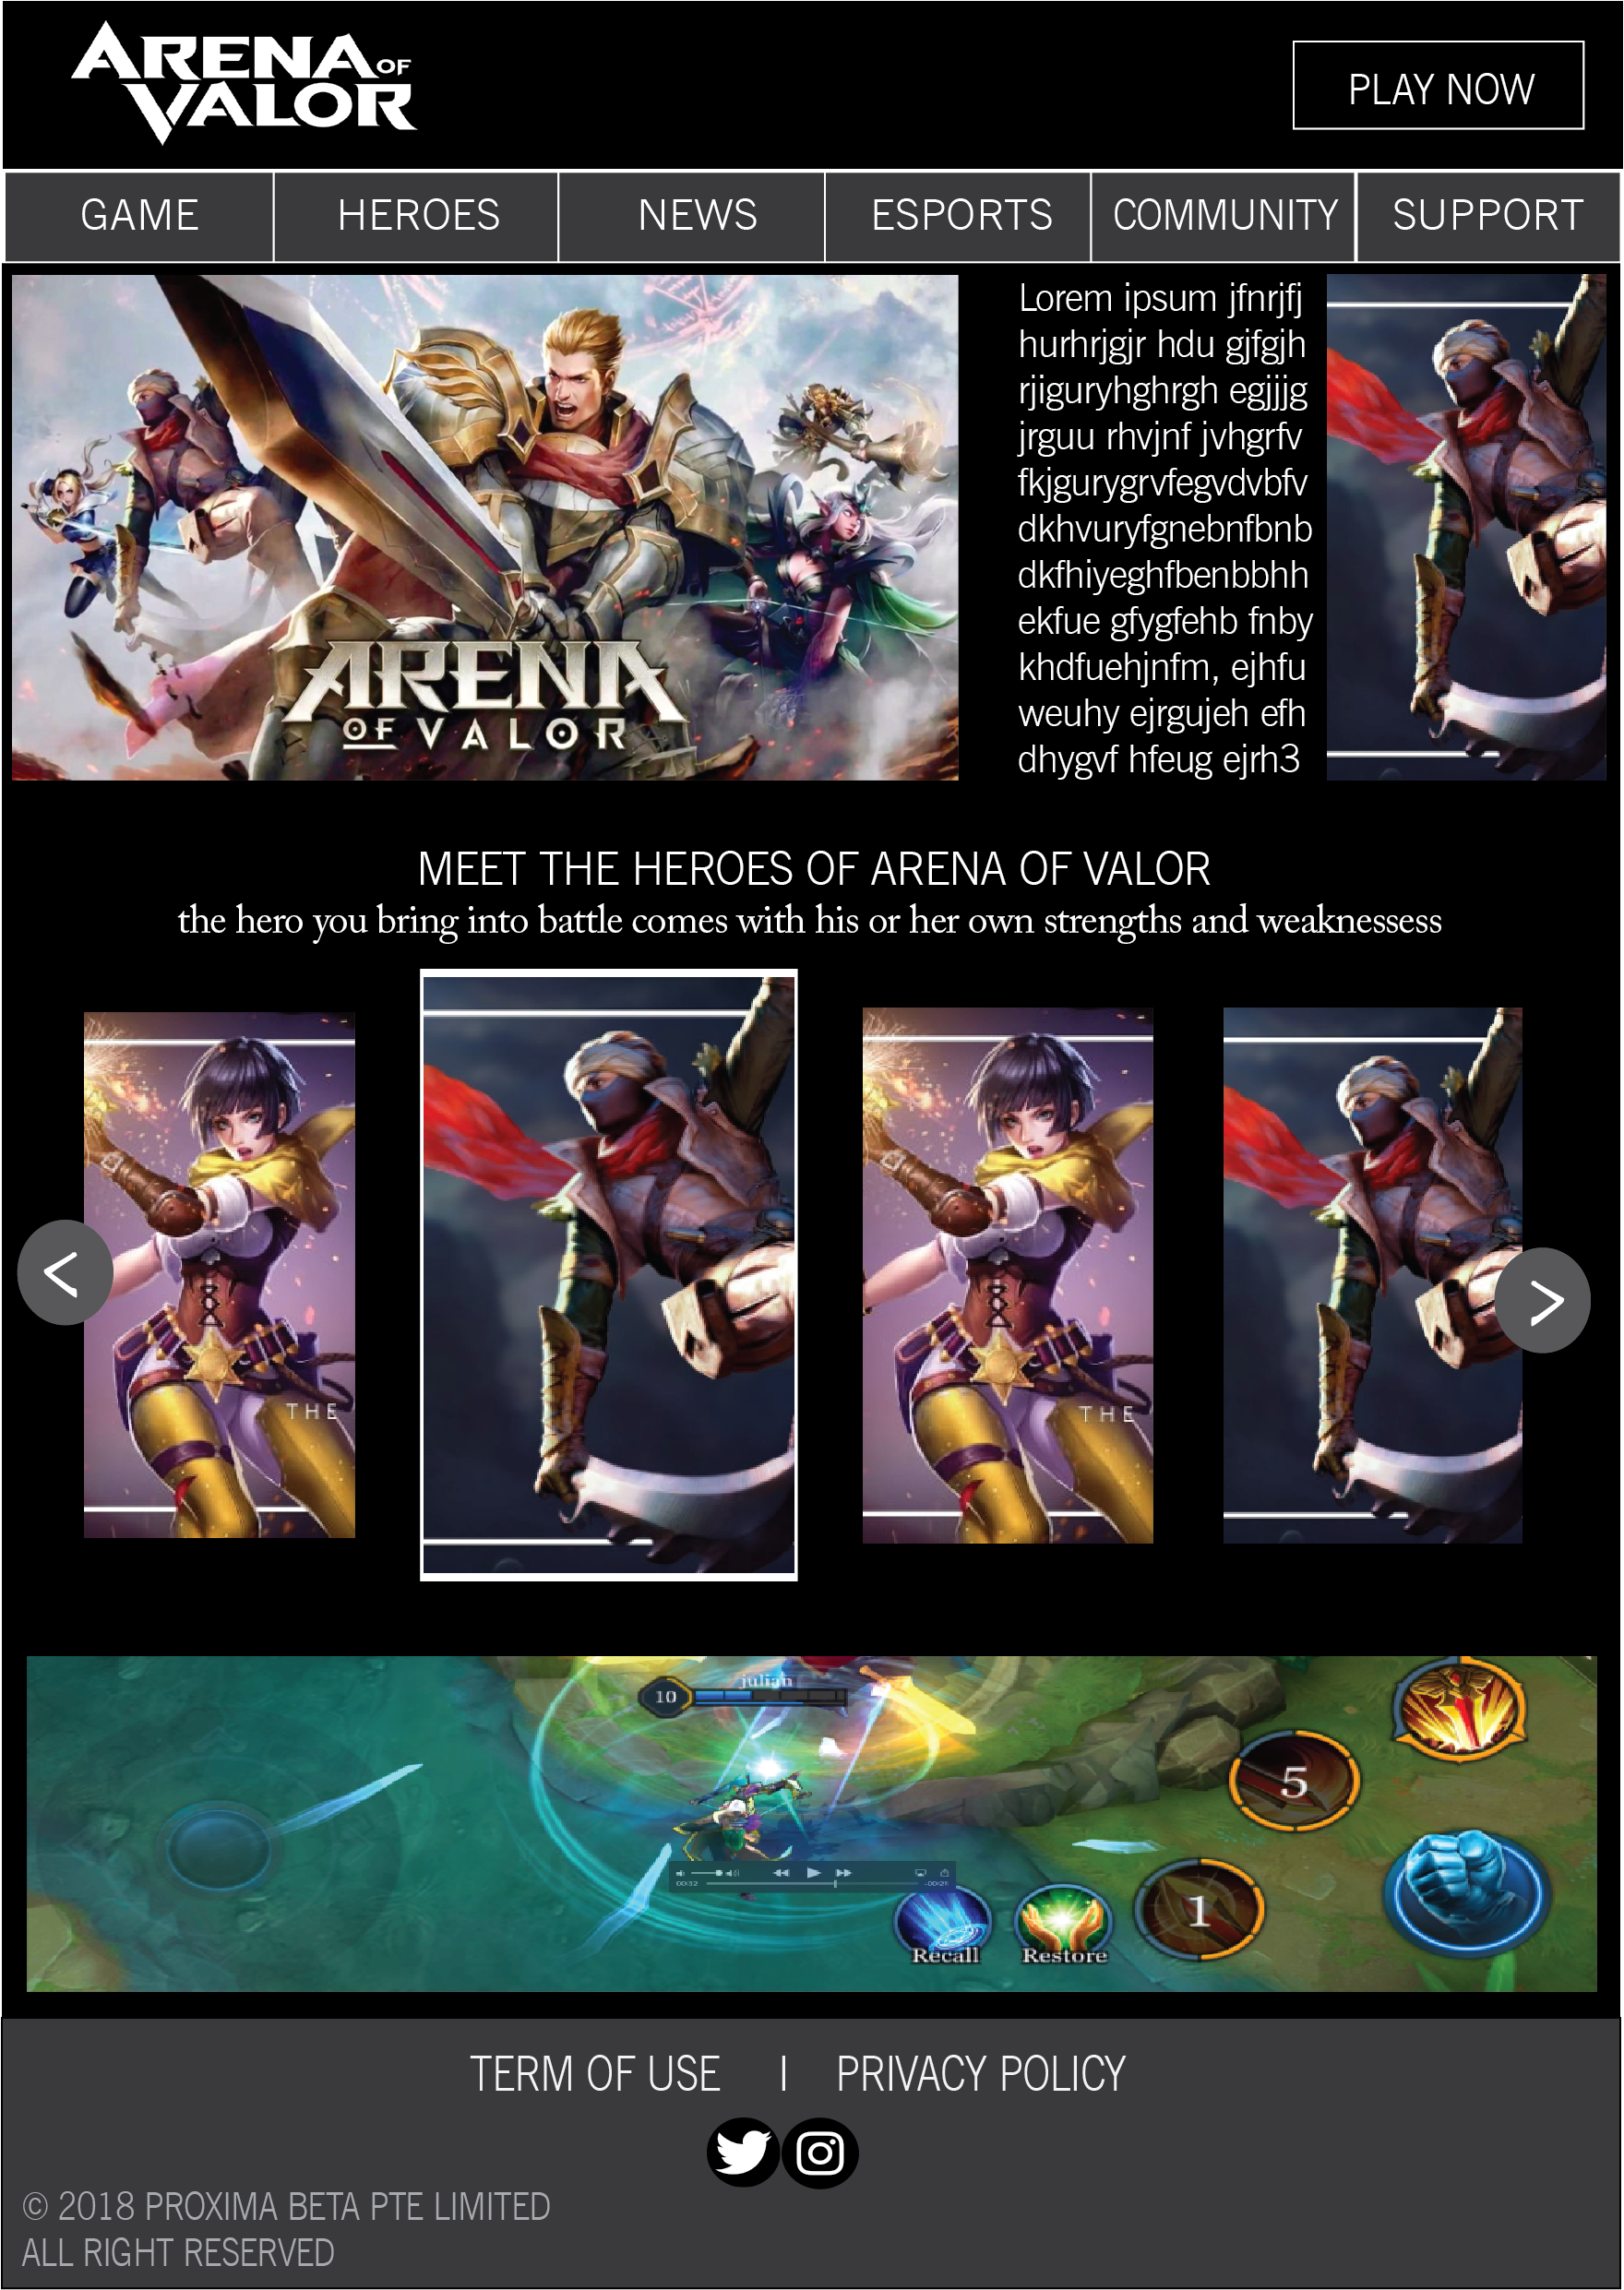 ARENA OF
VALOR
PLAY NOW
GAME
HEROES
NEWS
ESPORTS
COMMUNITY
SUPPORT
ARENA
OF VALOR
Lorem ipsum jfnrjfj
hurhrjgjr hdu gjfgjh
rjiguryhghrgh egjjjg
jrguu rhvjnf jvhgrfv
fkjgurygrvfegvdvbfv
dkhvuryfgnebnfbnb
dkfhiyeghfbenbbhh
ekfue gfygfehb fnby
khdfuehjnfm, ejhfu
weuhy ejrgujeh efh
dhygvf hfeug ejrh3
MEET THE HEROES OF ARENA OF VALOR
the hero you bring into battle comes with his or her own strengths and weaknessess
<
THE
THE
>
julian
10
5
00:32
-00:21
1
Recall
Restore
TERM OF USE | PRIVACY POLICY
© 2018 PROXIMA BETA PTE LIMITED
ALL RIGHT RESERVED